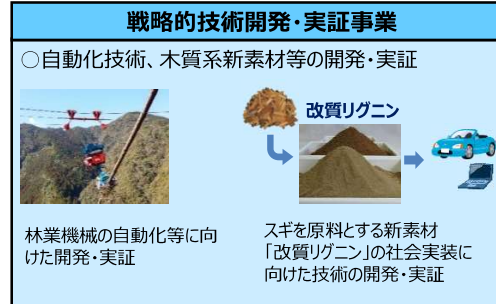 戦略的技術開発・実証事業
○自動化技術、木質系新素材等の開発・実証
改質リグニン
林業機械の自動化等に向
けた開発・実証
スギを原料とする新素材
「改質リグニン」の社会実装に
向けた技術の開発・実証